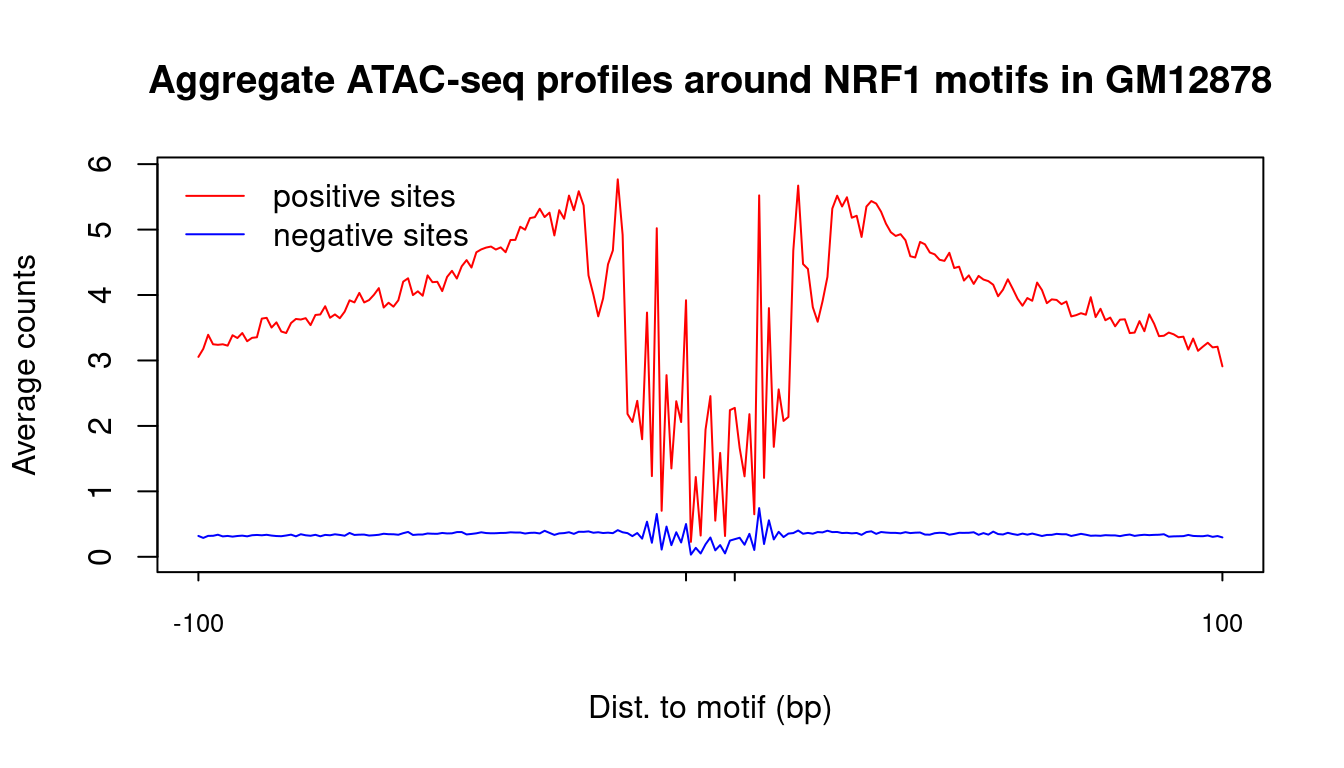 Aggregate ATAC-seq profiles around NRF1 motifs in GM12878
positive sites
negative sites
Average counts
6
5
4
3
2
1
0
-100
100
Dist. to motif (bp)